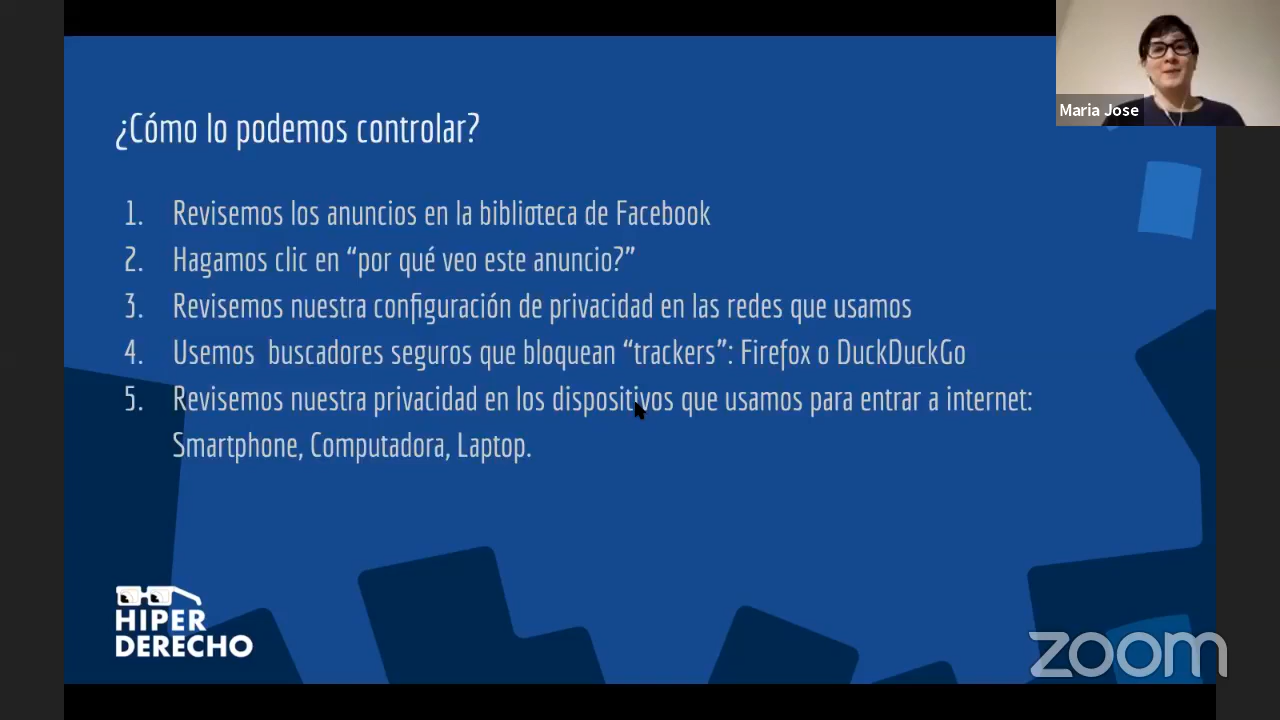 Maria Jose
¿Cómo lo podemos controlar?
1. Revisemos los anuncios en la biblioteca de Facebook
2. Hagamos clic en “por qué veo este anuncio?”
3. Revisemos nuestra configuración de privacidad en las redes que usamos
4. Usemos buscadores seguros que bloquean “trackers”: Firefox o DuckDuckGo
5. Revisemos nuestra privacidad en los dispositivos que usamos para entrar a internet:
Smartphone, Computadora, Laptop.
HIPER
DERECHO
zoom